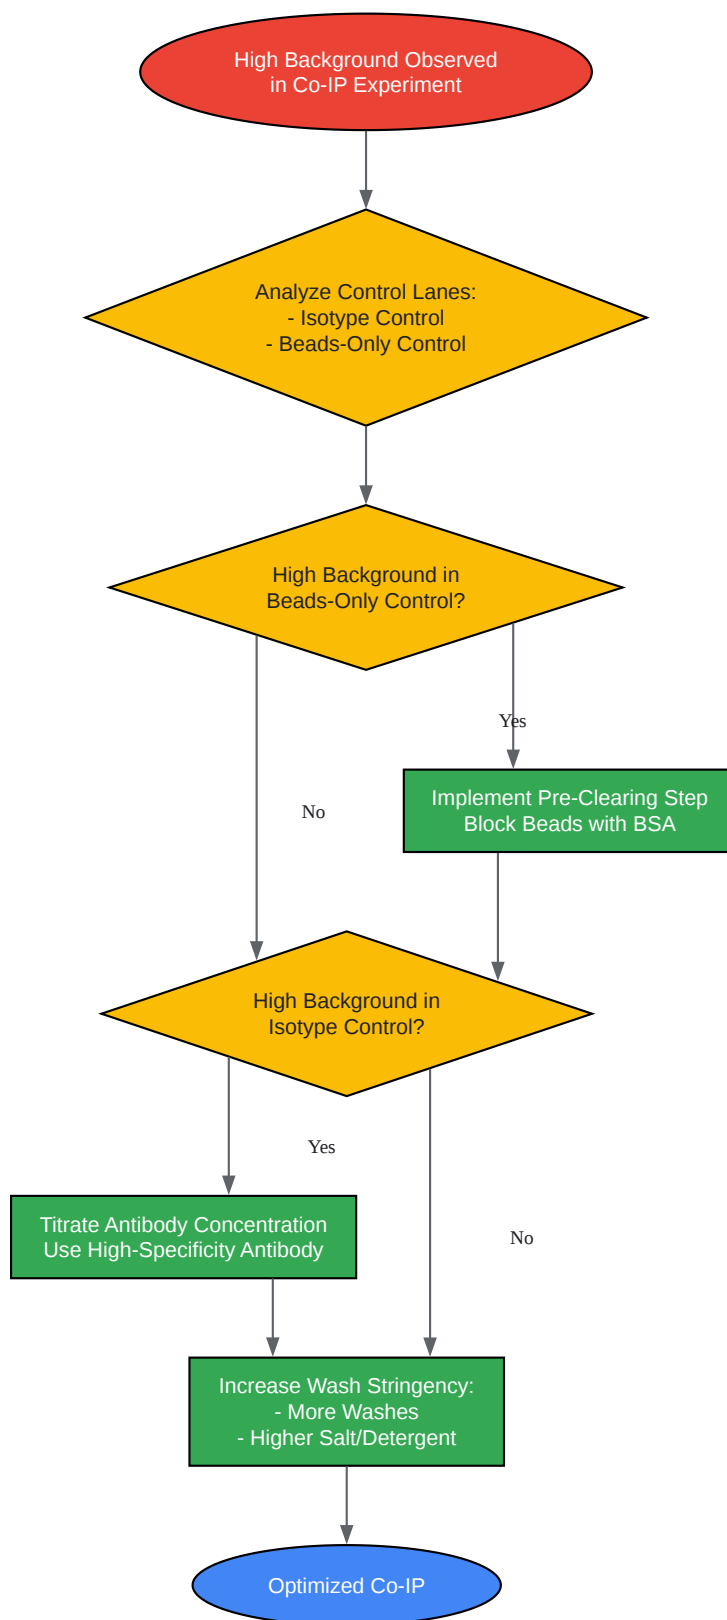 High Background Observed
in Co-IP Experiment
Analyze Control Lanes:
- Isotype Control
- Beads-Only Control
High Background in
Beads-Only Control?
Yes
Implement Pre-Clearing Step
Block Beads with BSA
No
High Background in
Isotype Control?
Yes
Titrate Antibody Concentration
Use High-Specificity Antibody
No
Increase Wash Stringency:
- More Washes
- Higher Salt/Detergent
Optimized Co-IP